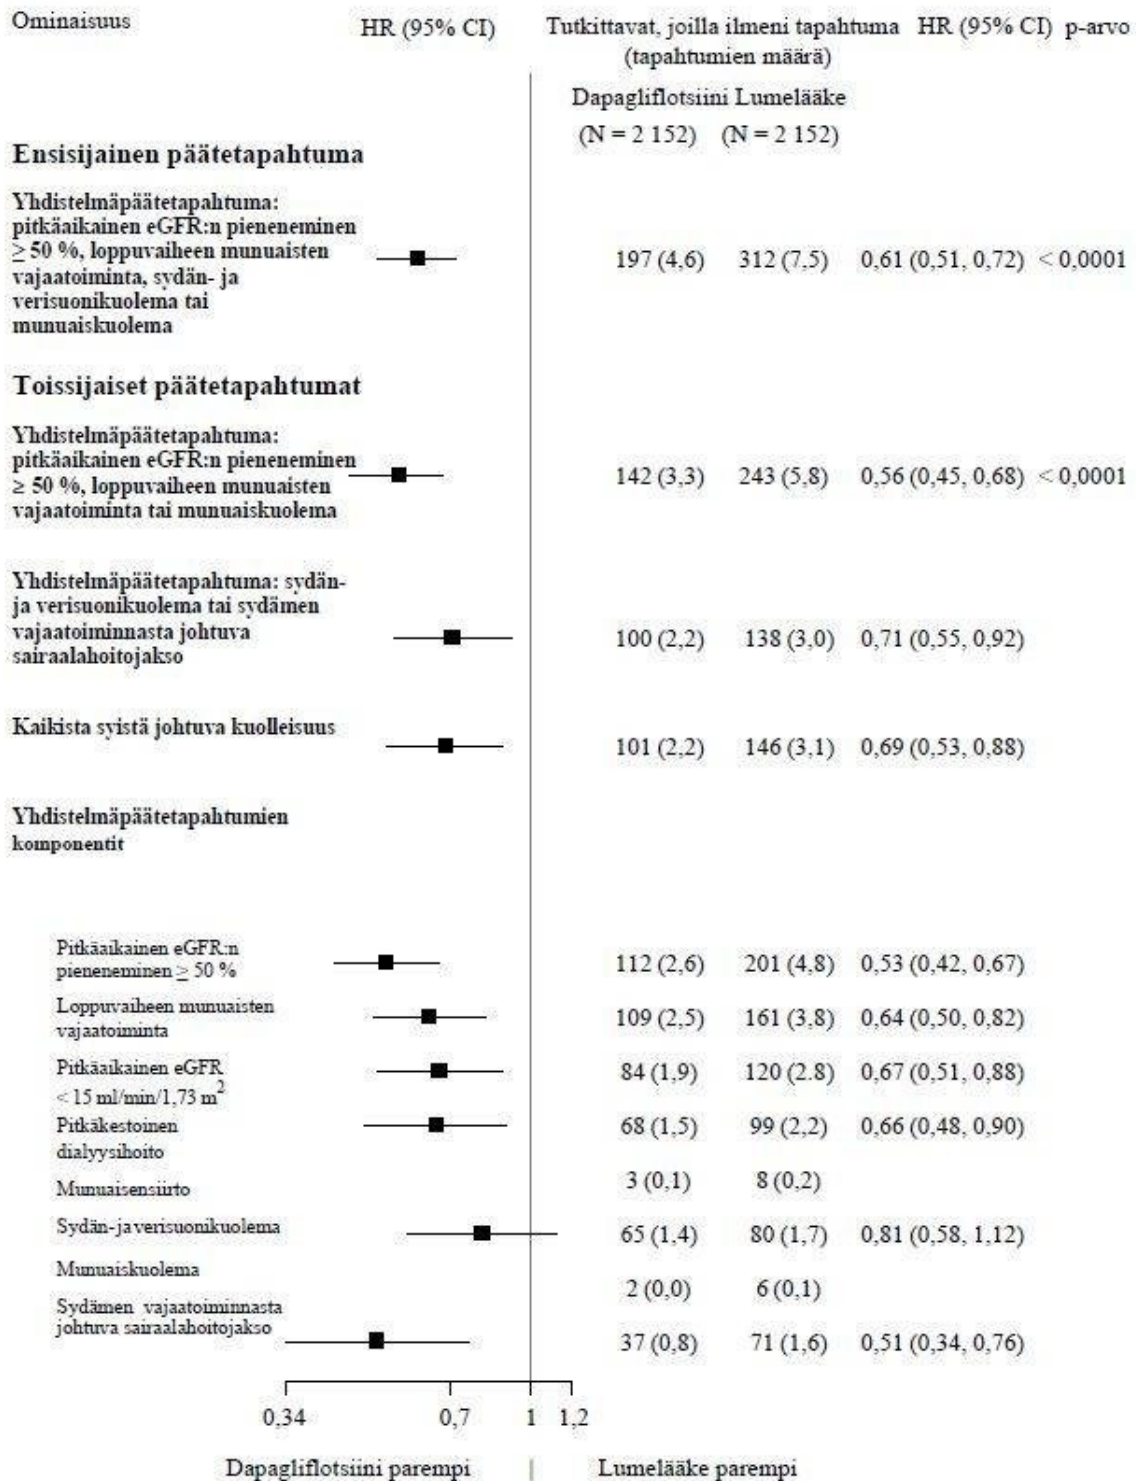 Ominaisuus HR (95% CI) Tutkittavat, joilla ilmeni tapahtuma HR (95% CI) p-arvo
(tapahtumien määrä)
Dapagliflotsiini Lumelääke
(N = 2 152) (N = 2 152)
Ensisijainen päätetapahtuma
Yhdistelmäpäätetapahtuma:
pitkäaikainen eGFR:n pieneneminen
≥ 50 %, loppuvaiheen munuaisten 197 (4,6) 312 (7,5) 0,61 (0,51, 0,72) < 0,0001
vajaatoiminta, sydän- ja
verisuonikuolema tai
munuaiskuolema
Toissijaiset päätetapahtumat
Yhdistelmäpäätetapahtuma:
pitkäaikainen eGFR:n pieneneminen
≥ 50 %, loppuvaiheen munuaisten 142 (3,3) 243 (5,8) 0,56 (0,45, 0,68) < 0,0001
vajaatoiminta tai munuaiskuolema
Yhdistelmäpäätetapahtuma: sydän-
ja verisuonikuolema tai sydämen
vajaatoiminnasta johtuva 100 (2,2) 138 (3,0) 0,71 (0,55, 0,92)
sairaalahoitojakso
Kaikista syistä johtuva kuolleisuus 101 (2,2) 146 (3,1) 0,69 (0,53, 0,88)
Yhdistelmäpäätetapahtumien
komponentit
Pitkäaikainen eGFR:n
pieneneminen ≥ 50 % 112 (2,6) 201 (4,8) 0,53 (0,42, 0,67)
Loppuvaiheen munuaisten
vajaatoiminta 109 (2,5) 161 (3,8) 0,64 (0,50, 0,82)
Pitkäaikainen eGFR 84 (1,9) 120 (2.8) 0,67 (0,51, 0,88)
< 15 ml/min/1,73 m²
Pitkäkestoinen 68 (1,5) 99 (2,2) 0,66 (0,48, 0,90)
dialyysihoito
Munuaisensiirto 3 (0,1) 8 (0,2)
Sydän- ja verisuonikuolema 65 (1,4) 80 (1,7) 0,81 (0,58, 1,12)
Munuaiskuolema 2 (0,0) 6 (0,1)
Sydämen vajaatoiminnasta
johtuva sairaalahoitojakso 37 (0,8) 71 (1,6) 0,51 (0,34, 0,76)
0,34 0,7 1 1,2
Dapagliflotsiini parempi | Lumelääke parempi